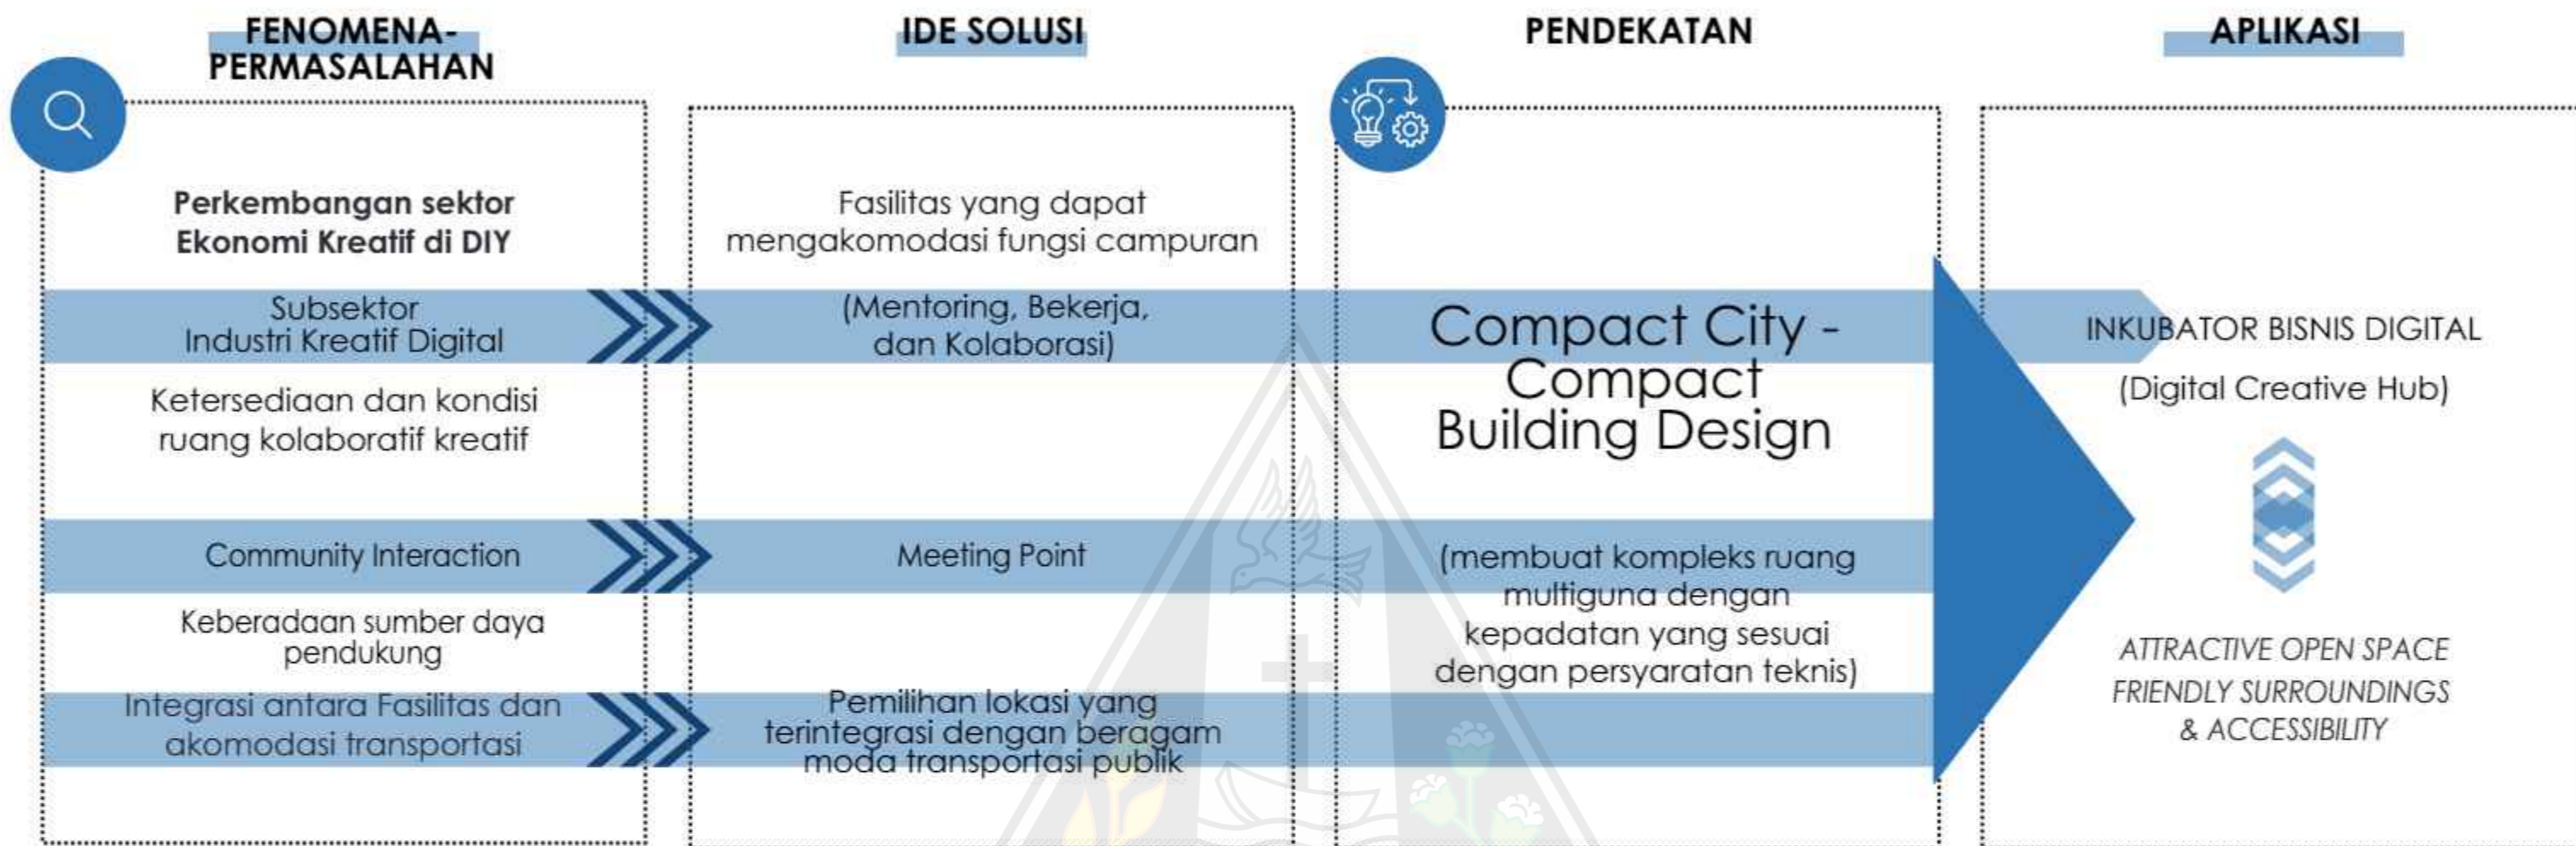 FENOMENA-
PERMASALAHAN
Perkembangan sektor
Ekonomi Kreatif di DIY
Subsektor
Industri Kreatif Digital
Ketersediaan dan kondisi
ruang kolaboratif kreatif
Community Interaction
Keberadaan sumber daya
pendukung
Integrasi antara Fasilitas dan
akomodasi transportasi
IDE SOLUSI
Fasilitas yang dapat
mengakomodasi fungsi campuran
(Mentoring, Bekerja,
dan Kolaborasi)
Meeting Point
Pemilihan lokasi yang
terintegrasi dengan beragam
moda transportasi publik
PENDEKATAN
Compact City -
Compact
Building Design
(membuat kompleks ruang
multiguna dengan
kepadatan yang sesuai
dengan persyaratan teknis)
APLIKASI
INKUBATOR BISNIS DIGITAL
(Digital Creative Hub)
ATTRACTIVE OPEN SPACE
FRIENDLY SURROUNDINGS
& ACCESSIBILITY